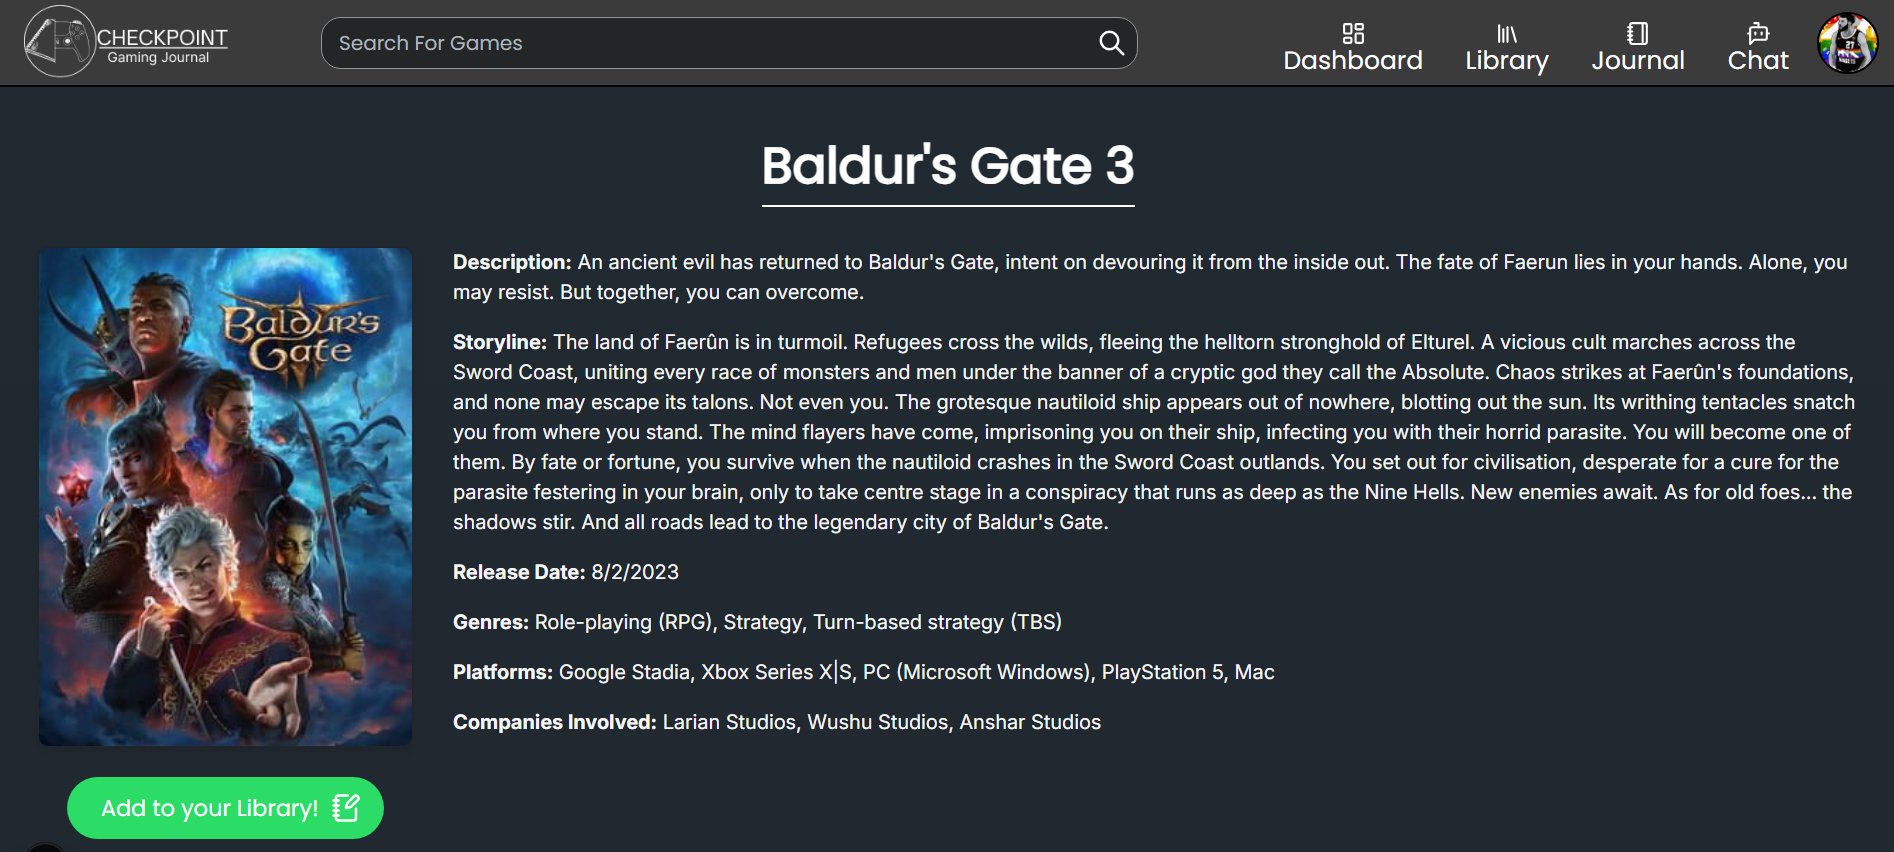 CHECKPOINT
Gaming Journal
Search For Games
Dashboard
Library
Journal
Chat
27
Baldur's Gate 3
BALDUR'S
GATE
III
Description: An ancient evil has returned to Baldur's Gate, intent on devouring it from the inside out. The fate of Faerun lies in your hands. Alone, you
may resist. But together, you can overcome.
Storyline: The land of Faerûn is in turmoil. Refugees cross the wilds, fleeing the helltorn stronghold of Elturel. A vicious cult marches across the
Sword Coast, uniting every race of monsters and men under the banner of a cryptic god they call the Absolute. Chaos strikes at Faerûn's foundations,
and none may escape its talons. Not even you. The grotesque nautiloid ship appears out of nowhere, blotting out the sun. Its writhing tentacles snatch
you from where you stand. The mind flayers have come, imprisoning you on their ship, infecting you with their horrid parasite. You will become one of
them. By fate or fortune, you survive when the nautiloid crashes in the Sword Coast outlands. You set out for civilisation, desperate for a cure for the
parasite festering in your brain, only to take centre stage in a conspiracy that runs as deep as the Nine Hells. New enemies await. As for old foes... the
shadows stir. And all roads lead to the legendary city of Baldur's Gate.
Release Date: 8/2/2023
Genres: Role-playing (RPG), Strategy, Turn-based strategy (TBS)
Platforms: Google Stadia, Xbox Series X|S, PC (Microsoft Windows), PlayStation 5, Mac
Companies Involved: Larian Studios, Wushu Studios, Anshar Studios
Add to your Library!